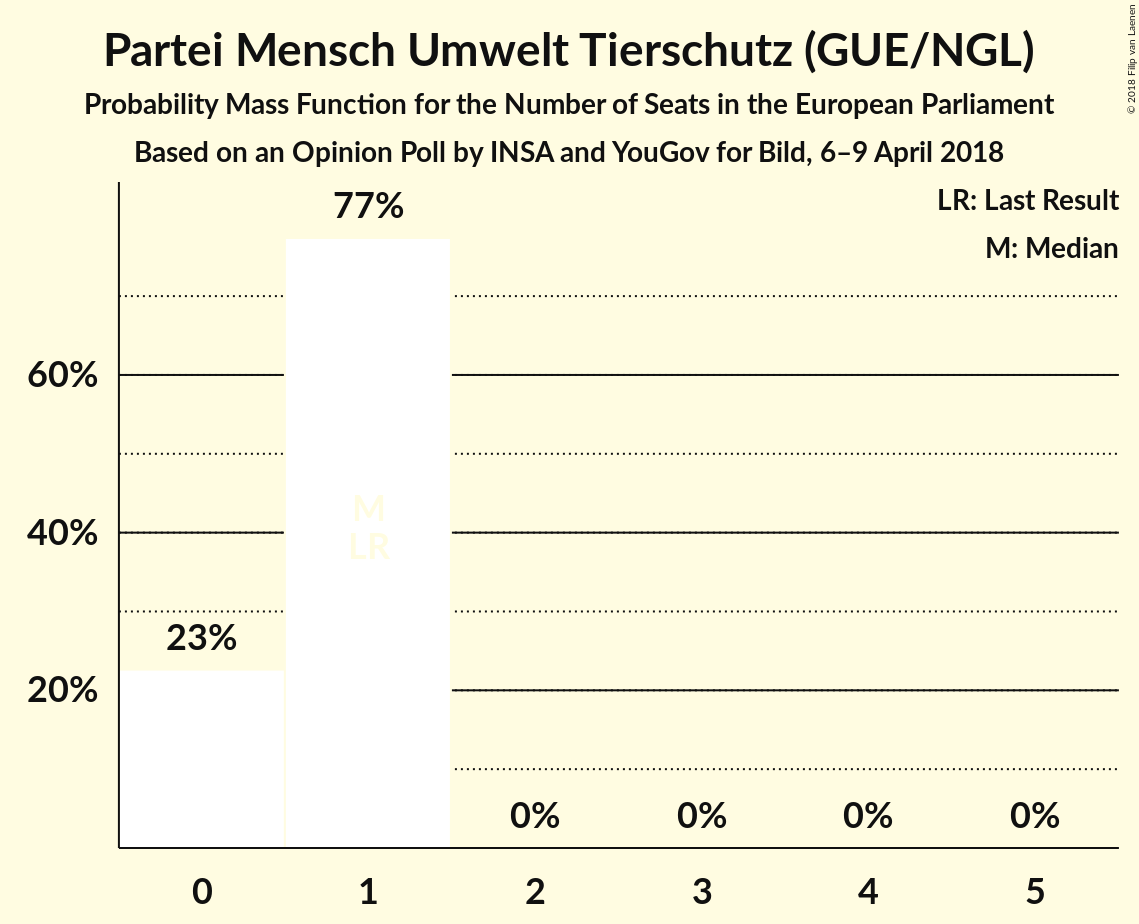 Partei Mensch Umwelt Tierschutz (GUE/NGL)
Probability Mass Function for the Number of Seats in the European Parliament
Based on an Opinion Poll by INSA and YouGov for Bild, 6–9 April 2018
© 2018 Filip van Laenen
LR: Last Result
M: Median
77%
60%
M
40%
LR
23%
20%
0% 0% 0% 0%
0 1 2 3 4 5